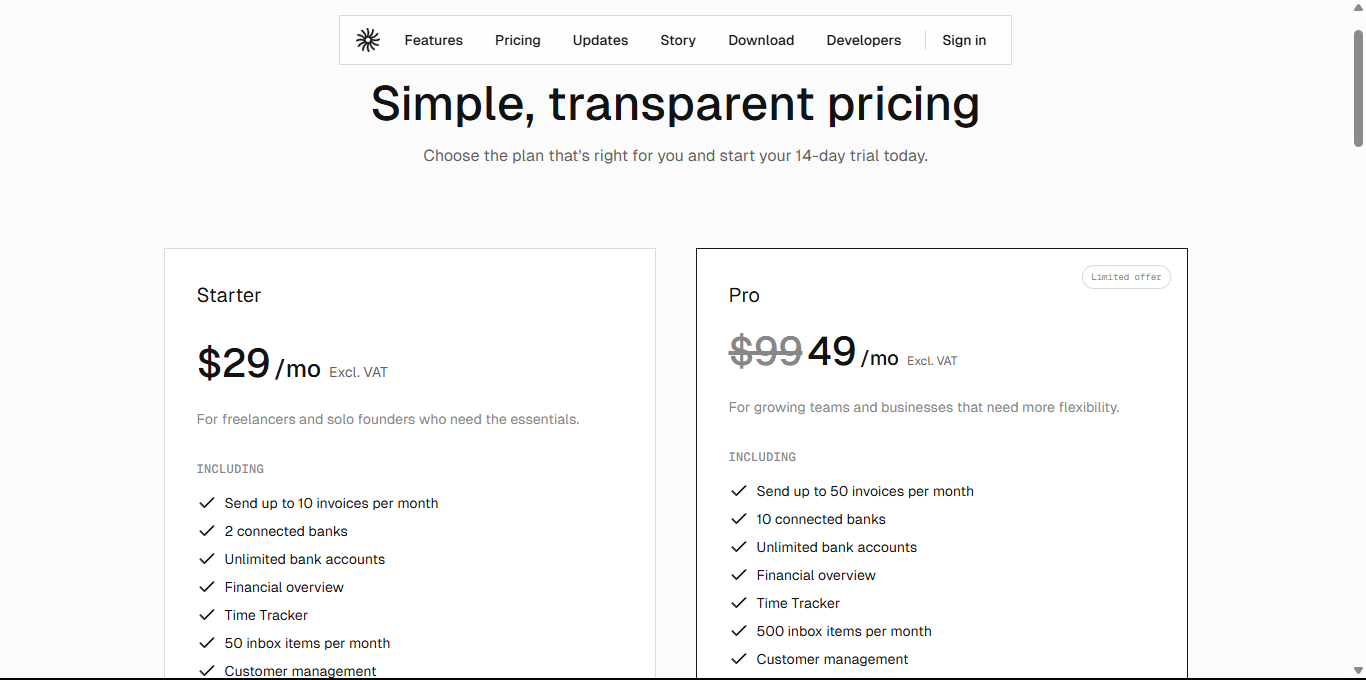 Features Pricing Updates Story Download Developers Sign in
Simple, transparent pricing
Choose the plan that's right for you and start your 14-day trial today.
Starter
$29/mo Excl. VAT
For freelancers and solo founders who need the essentials.
INCLUDING
Send up to 10 invoices per month
2 connected banks
Unlimited bank accounts
Financial overview
Time Tracker
50 inbox items per month
Customer management
Limited offer
Pro
$99 49/mo Excl. VAT
For growing teams and businesses that need more flexibility.
INCLUDING
Send up to 50 invoices per month
10 connected banks
Unlimited bank accounts
Financial overview
Time Tracker
500 inbox items per month
Customer management